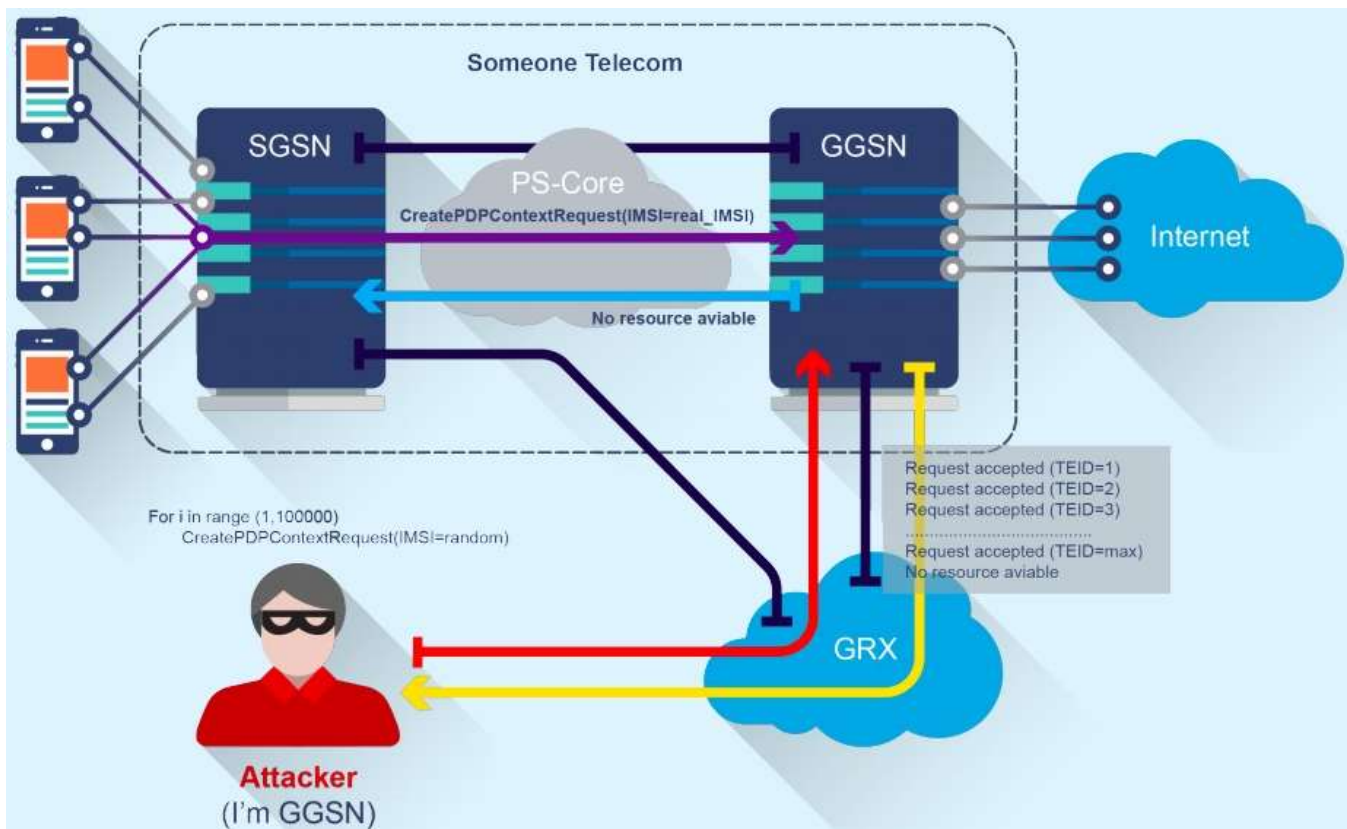 Someone Telecom
SGSN
GGSN
PS-Core
CreatePDPContextRequest(IMSI=real_IMSI)
Internet
No resource aviable
Request accepted (TEID=1)
Request accepted (TEID=2)
Request accepted (TEID=3)
.......................................
Request accepted (TEID=max)
No resource aviable
For i in range (1,100000)
CreatePDPContextRequest(IMSI=random)
GRX
Attacker
(I'm GGSN)